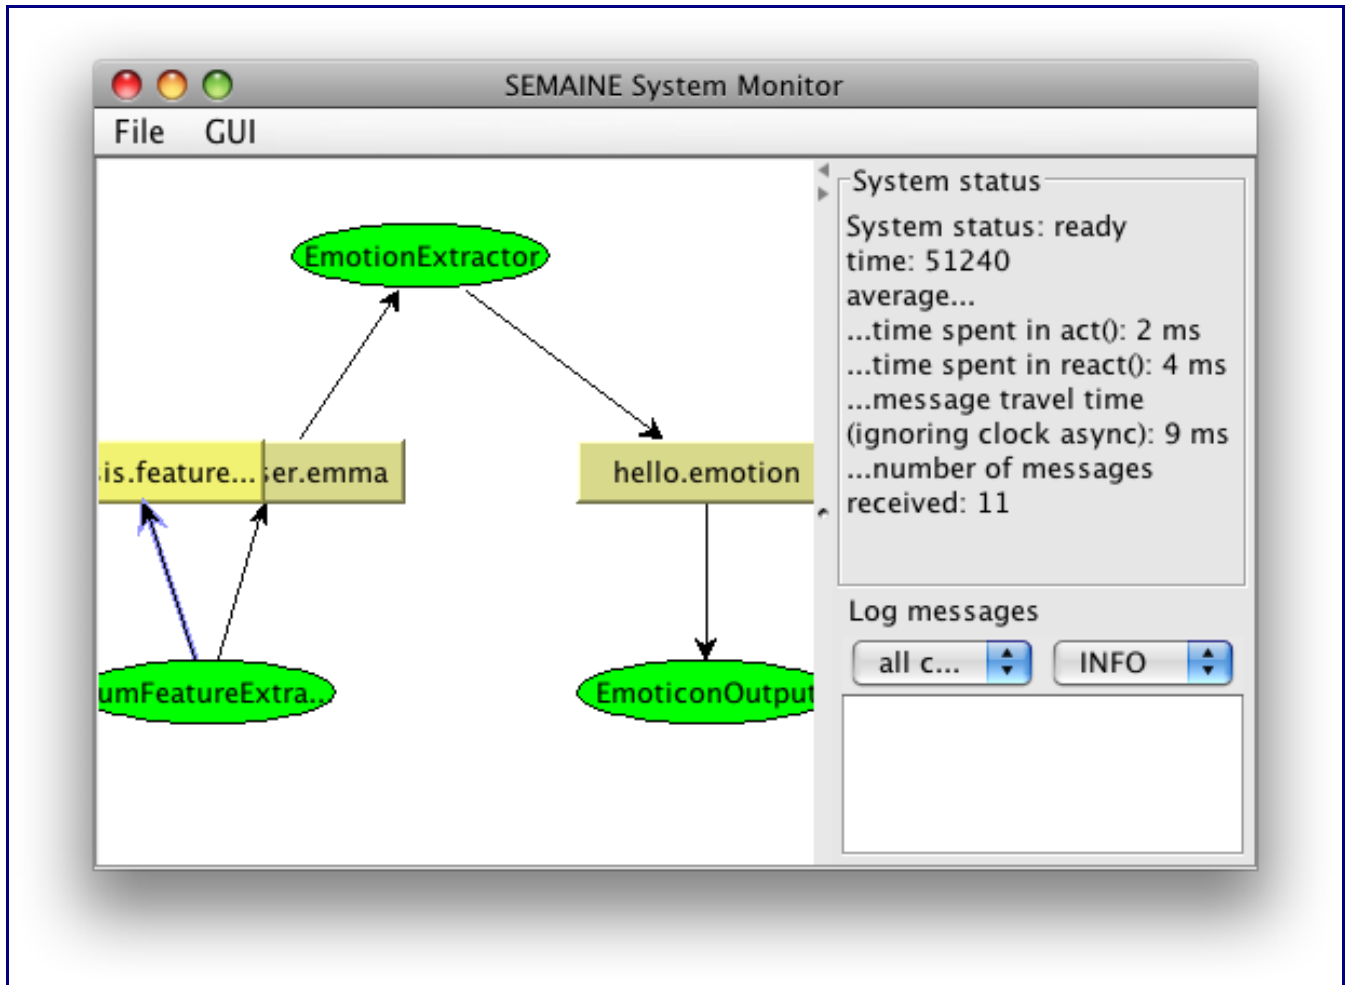 SEMAINE System Monitor
File GUI
EmotionExtractor
is.feature... ser.emma
hello.emotion
umFeatureExtra..
EmoticonOutput
System status
System status: ready
time: 51240
average...
...time spent in act(): 2 ms
...time spent in react(): 4 ms
...message travel time
(ignoring clock async): 9 ms
...number of messages
received: 11
Log messages
all c... INFO